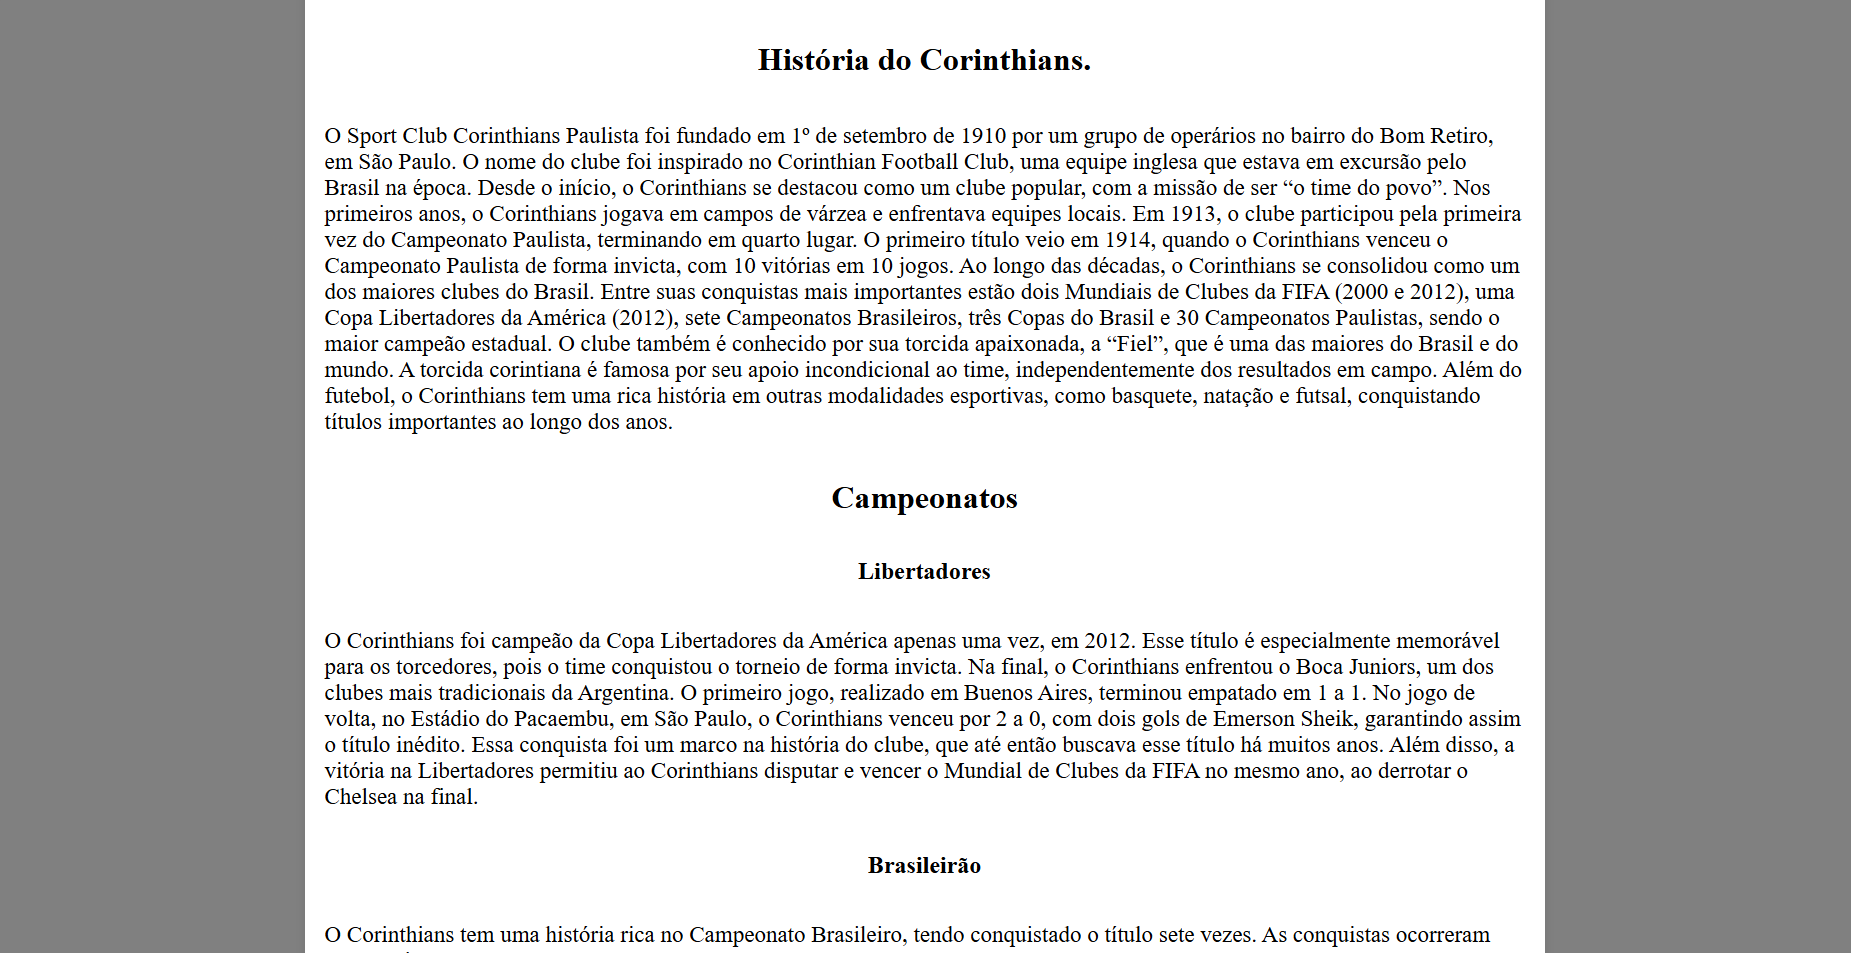 História do Corinthians.
O Sport Club Corinthians Paulista foi fundado em 1º de setembro de 1910 por um grupo de operários no bairro do Bom Retiro,
em São Paulo. O nome do clube foi inspirado no Corinthian Football Club, uma equipe inglesa que estava em excursão pelo
Brasil na época. Desde o início, o Corinthians se destacou como um clube popular, com a missão de ser “o time do povo”. Nos
primeiros anos, o Corinthians jogava em campos de várzea e enfrentava equipes locais. Em 1913, o clube participou pela primeira
vez do Campeonato Paulista, terminando em quarto lugar. O primeiro título veio em 1914, quando o Corinthians venceu o
Campeonato Paulista de forma invicta, com 10 vitórias em 10 jogos. Ao longo das décadas, o Corinthians se consolidou como um
dos maiores clubes do Brasil. Entre suas conquistas mais importantes estão dois Mundiais de Clubes da FIFA (2000 e 2012), uma
Copa Libertadores da América (2012), sete Campeonatos Brasileiros, três Copas do Brasil e 30 Campeonatos Paulistas, sendo o
maior campeão estadual. O clube também é conhecido por sua torcida apaixonada, a “Fiel”, que é uma das maiores do Brasil e do
mundo. A torcida corintiana é famosa por seu apoio incondicional ao time, independentemente dos resultados em campo. Além do
futebol, o Corinthians tem uma rica história em outras modalidades esportivas, como basquete, natação e futsal, conquistando
títulos importantes ao longo dos anos.
Campeonatos
Libertadores
O Corinthians foi campeão da Copa Libertadores da América apenas uma vez, em 2012. Esse título é especialmente memorável
para os torcedores, pois o time conquistou o torneio de forma invicta. Na final, o Corinthians enfrentou o Boca Juniors, um dos
clubes mais tradicionais da Argentina. O primeiro jogo, realizado em Buenos Aires, terminou empatado em 1 a 1. No jogo de
volta, no Estádio do Pacaembu, em São Paulo, o Corinthians venceu por 2 a 0, com dois gols de Emerson Sheik, garantindo assim
o título inédito. Essa conquista foi um marco na história do clube, que até então buscava esse título há muitos anos. Além disso, a
vitória na Libertadores permitiu ao Corinthians disputar e vencer o Mundial de Clubes da FIFA no mesmo ano, ao derrotar o
Chelsea na final.
Brasileirão
O Corinthians tem uma história rica no Campeonato Brasileiro, tendo conquistado o título sete vezes. As conquistas ocorreram